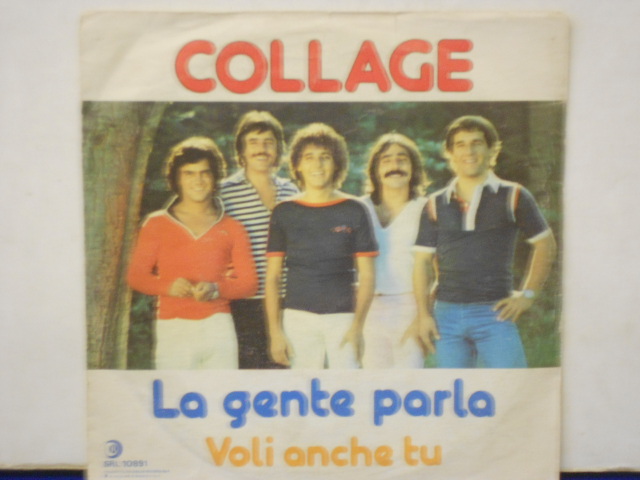 COLLAGE
La gente parla
Voli anche tu
SRL 10891